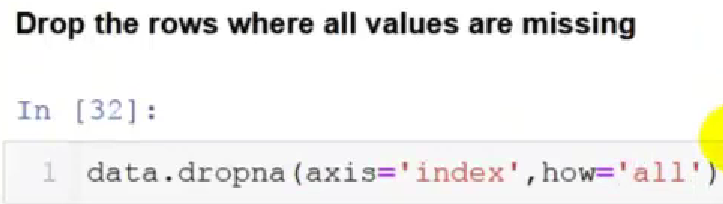 Drop the rows where all values are missing
In [32]:
1 data.dropna(axis='index',how='all')